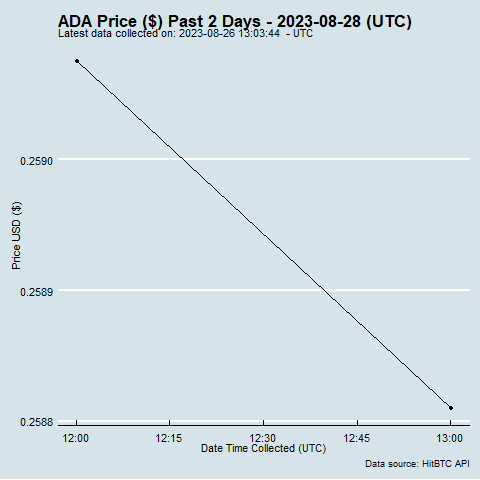 ADA Price ($) Past 2 Days - 2023-08-28 (UTC)
Latest data collected on: 2023-08-26 13:03:44 - UTC
0.2590
0.2589
0.2588
Price USD ($)
12:00 12:15 12:30 12:45 13:00
Date Time Collected (UTC)
Data source: HitBTC API